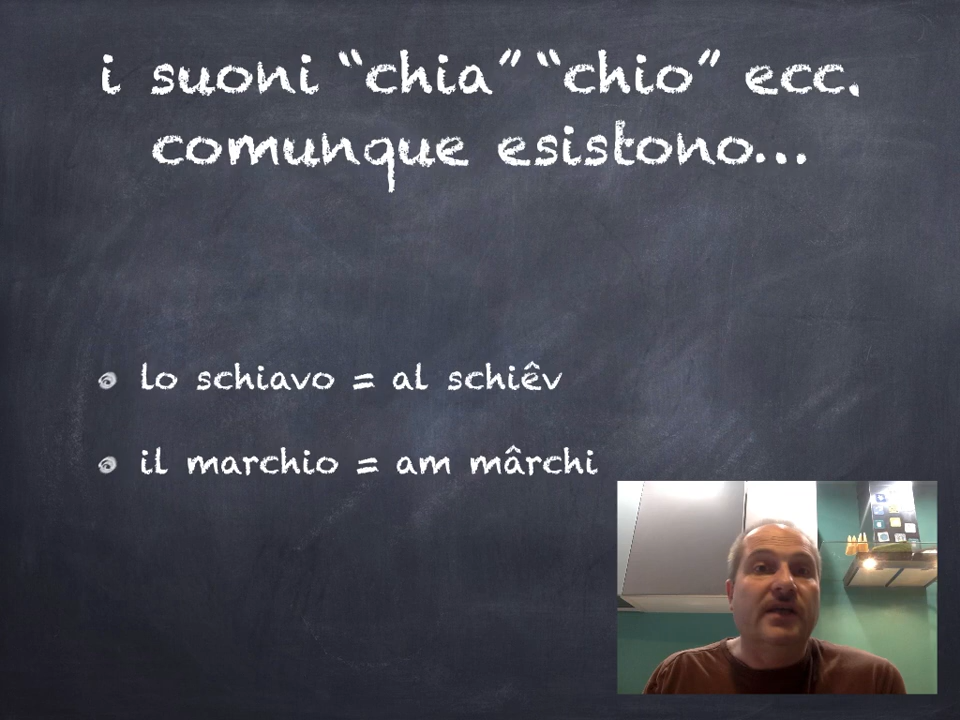 i suoni “chia” “chio” ecc.
comunque esistono...
lo schiavo = al schiêv
il marchio = am mârchi